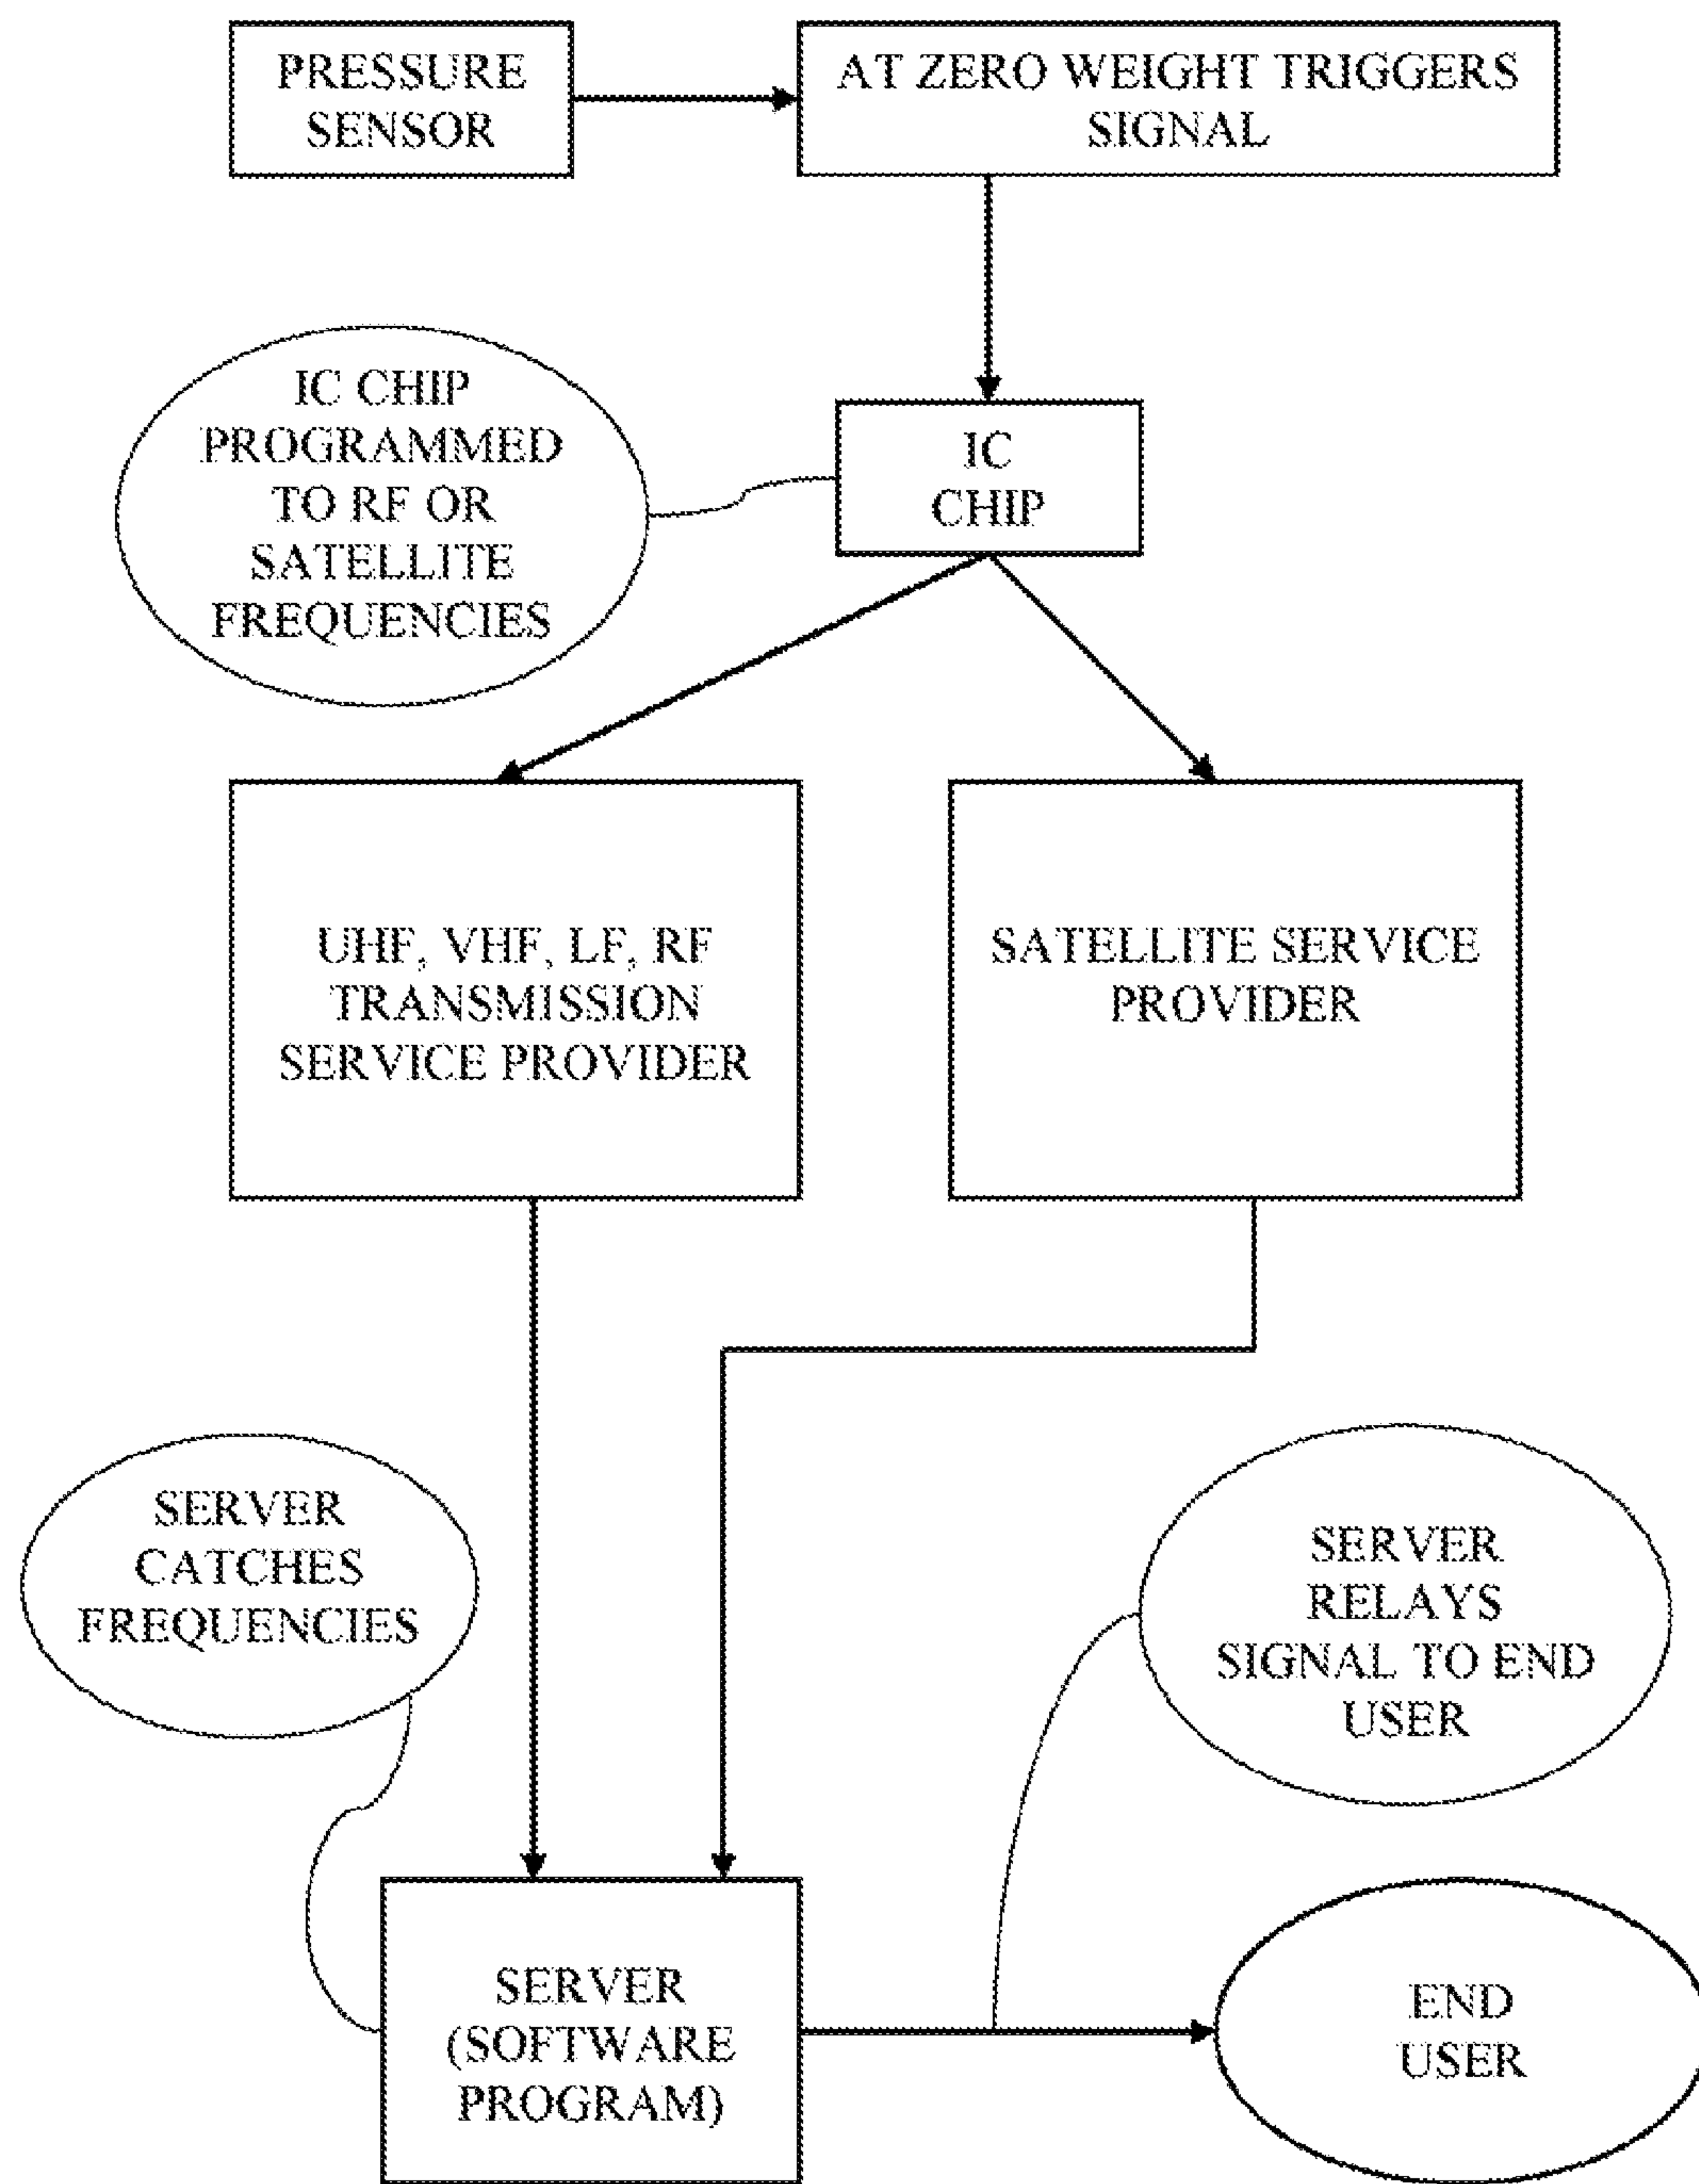 PRESSURE
SENSOR
AT ZERO WEIGHT TRIGGERS
SIGNAL
IC CHIP
PROGRAMMED
TO RF OR
SATELLITE
FREQUENCIES
IC
CHIP
UHF, VHF, LF, RF
TRANSMISSION
SERVICE PROVIDER
SATELLITE SERVICE
PROVIDER
SERVER
CATCHES
FREQUENCIES
SERVER
RELAYS
SIGNAL TO END
USER
SERVER
(SOFTWARE
PROGRAM)
END
USER